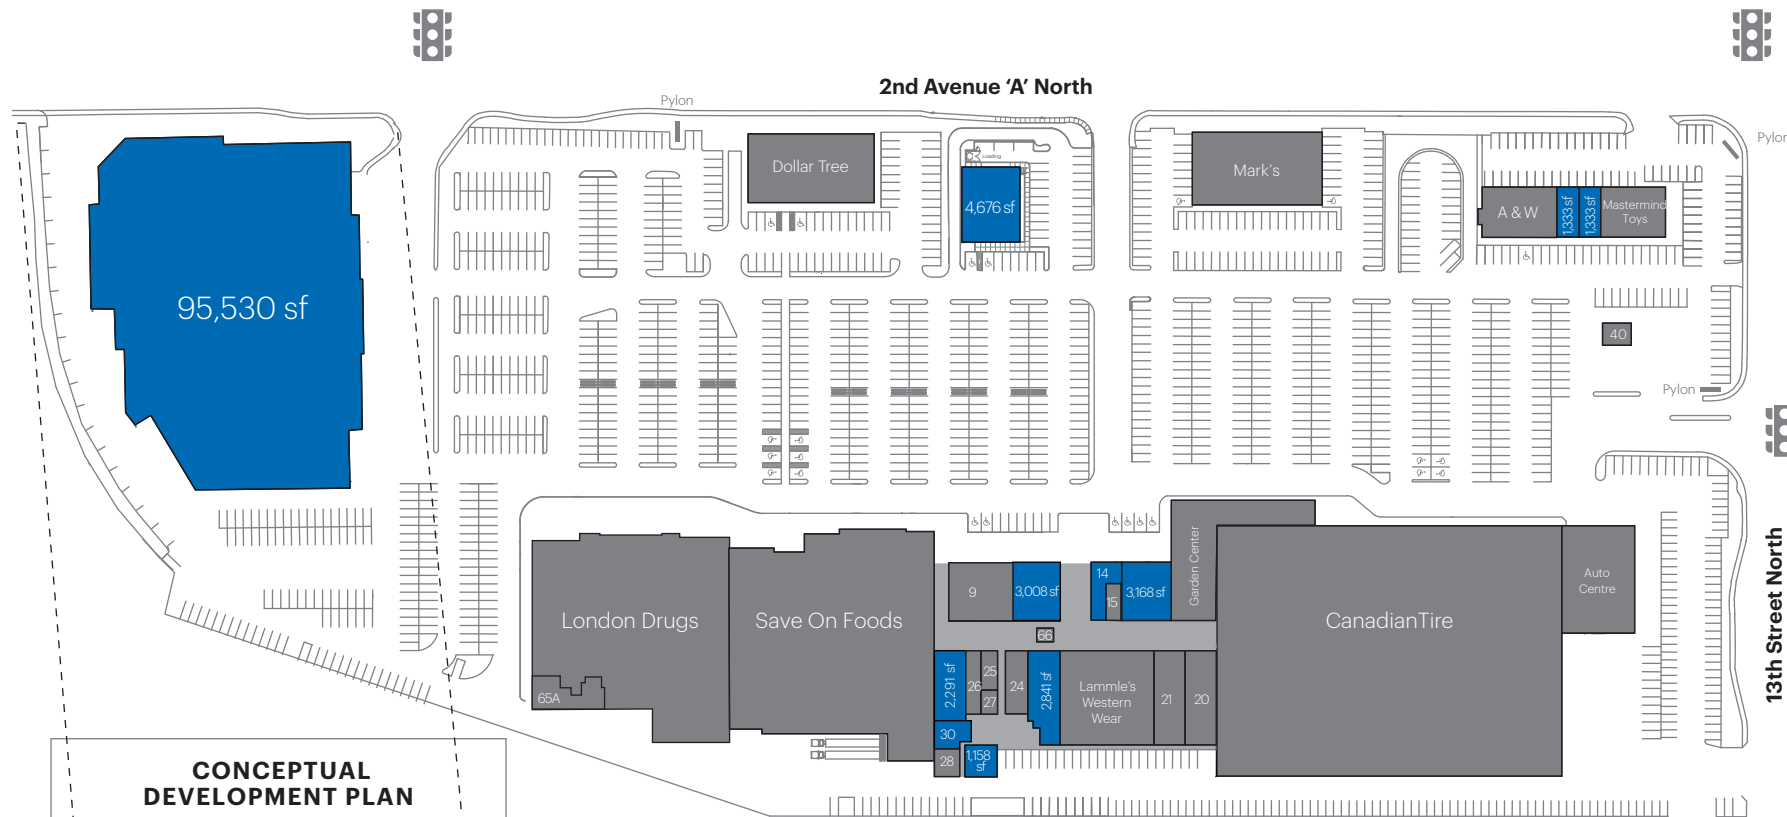 2nd Avenue ‘A’ North
Pylon
Pylon
Loading
Dollar Tree
Mark's
4,676 sf
A & W
1,333 sf
1,333 sf
Mastermind
Toys
95,530 sf
40
Pylon
13th Street North
Garden Center
Auto
Centre
9
3,008 sf
14
15
3,168 sf
London Drugs
Save On Foods
CanadianTire
66
2,291 sf
26
25
27
24
2,841 sf
Lammle's
Western
Wear
21
20
65A
30
28
1,158
sf
CONCEPTUAL
DEVELOPMENT PLAN